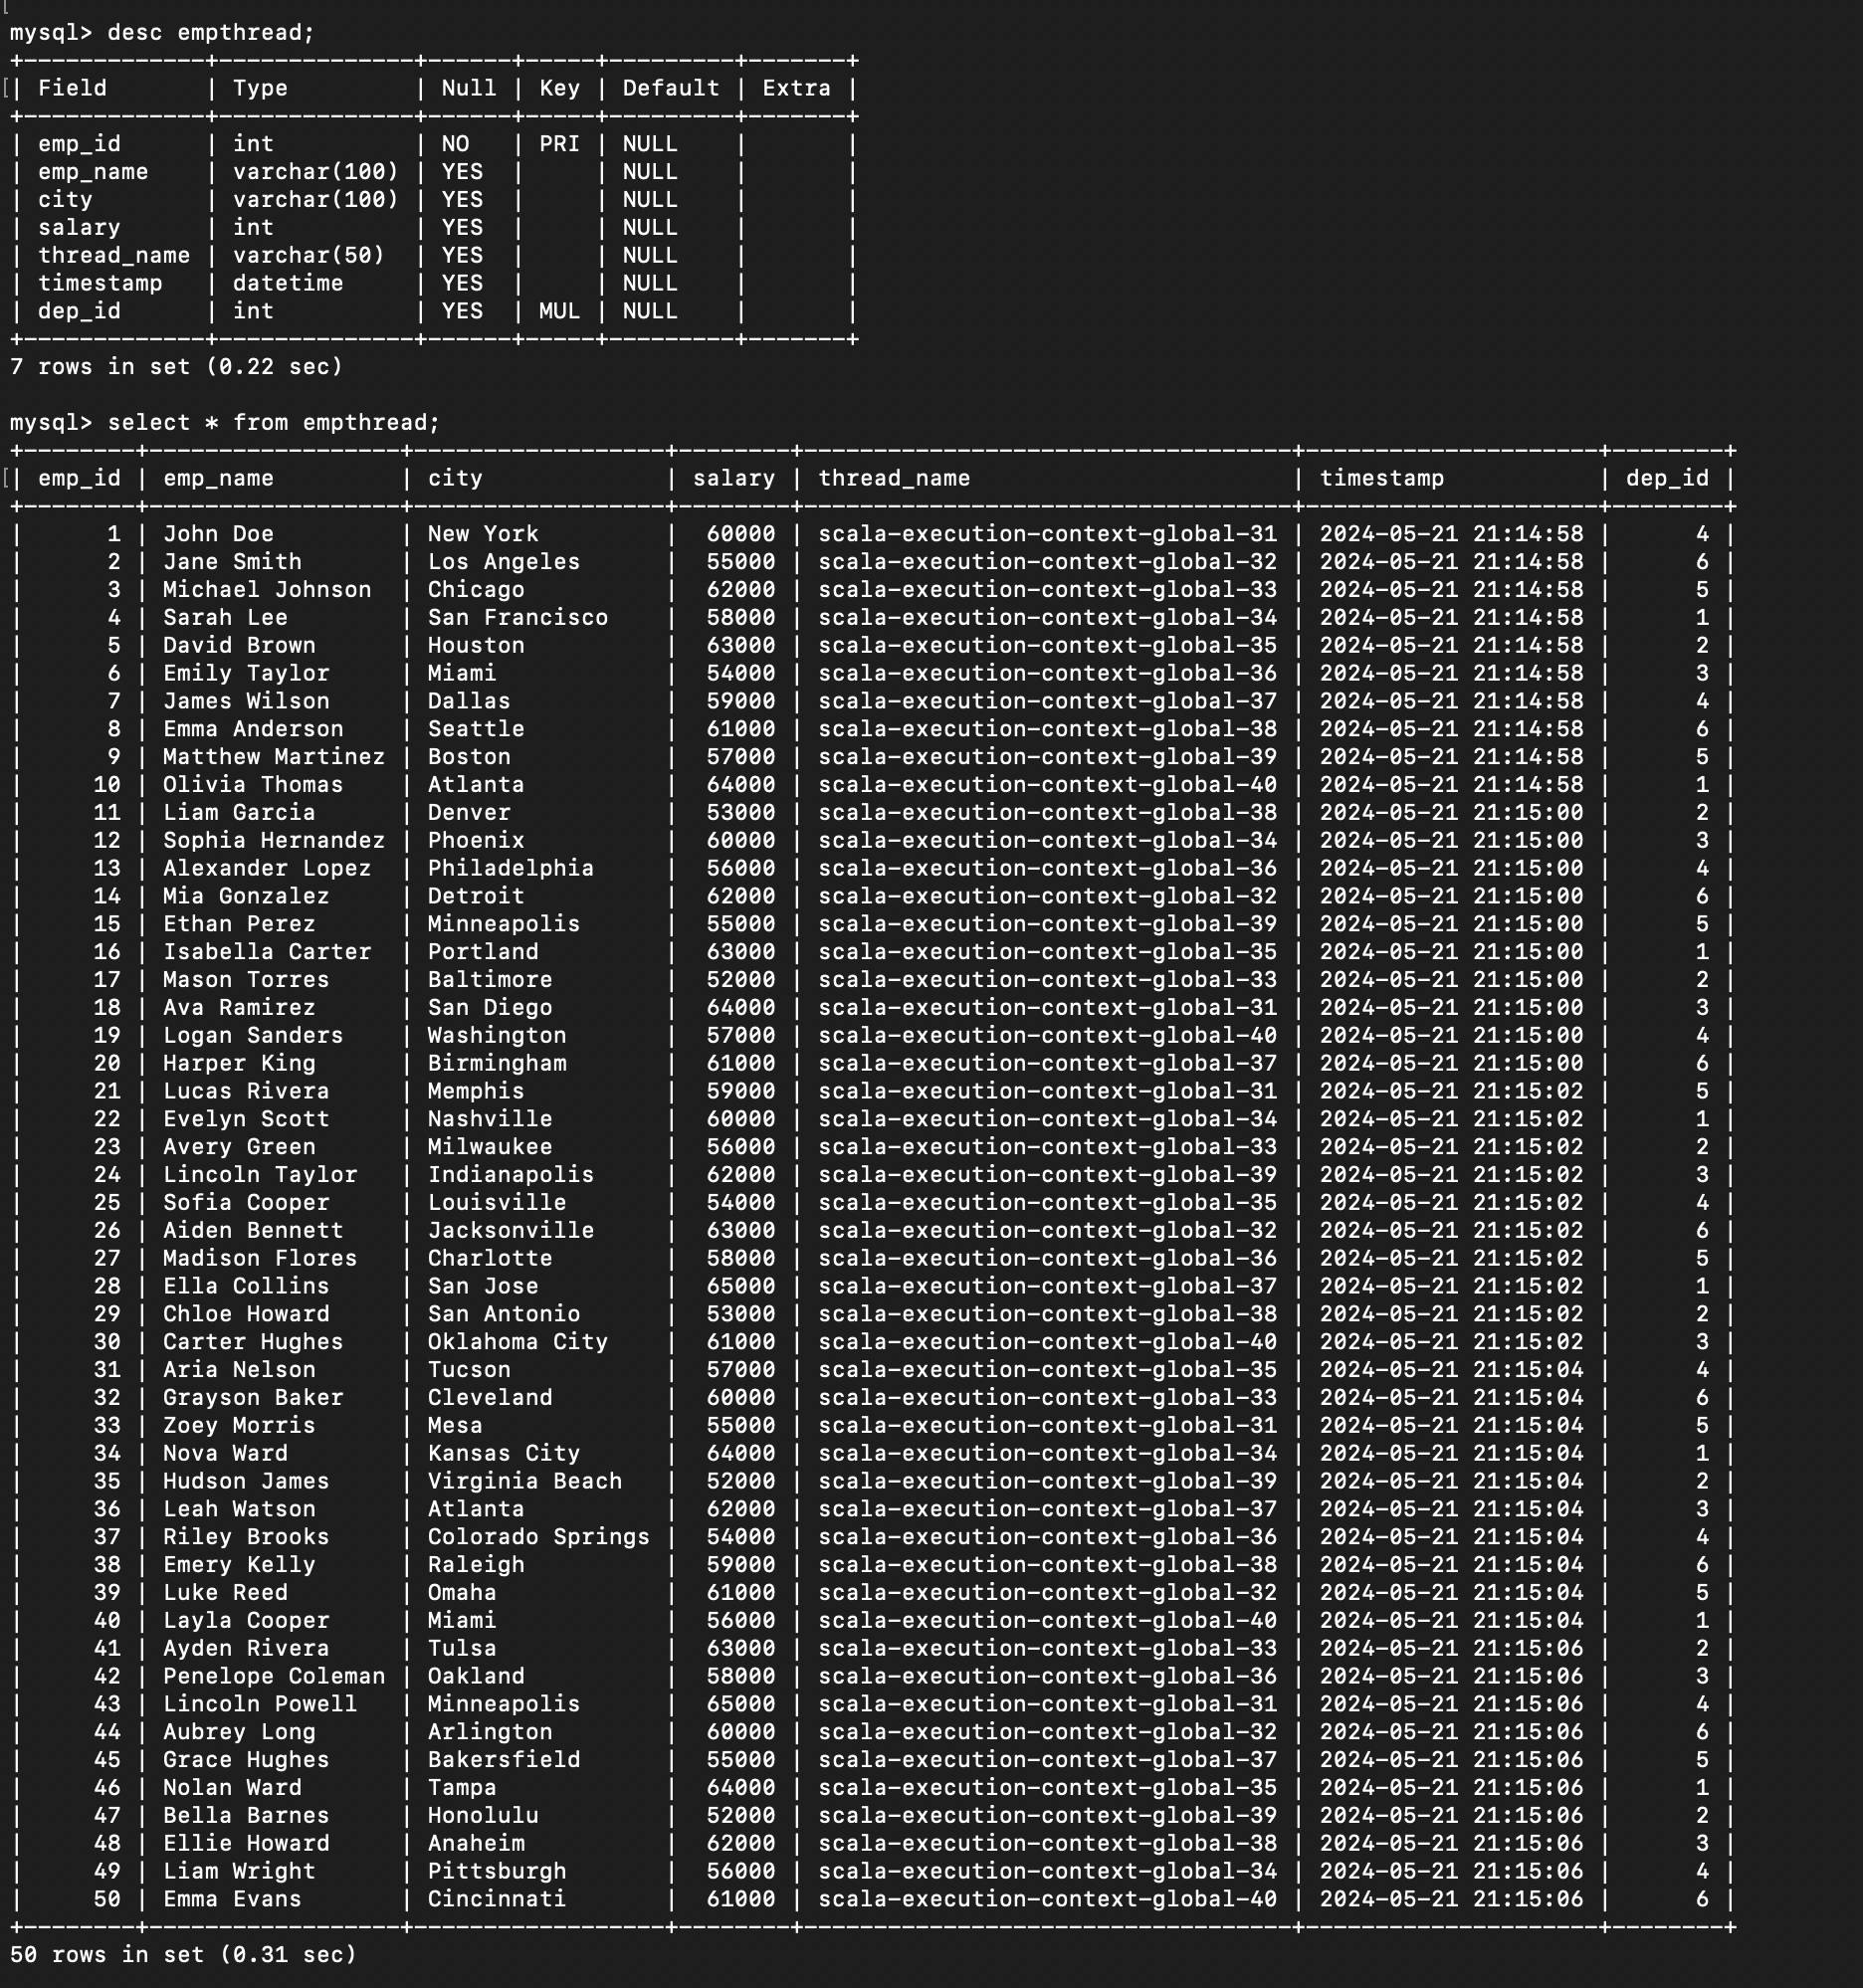 mysql> desc empthread;
+-------------+--------------+------+-----+---------+-------+
| Field       | Type         | Null | Key | Default | Extra |
+-------------+--------------+------+-----+---------+-------+
| emp_id      | int          | NO   | PRI | NULL    |       |
| emp_name    | varchar(100) | YES  |     | NULL    |       |
| city        | varchar(100) | YES  |     | NULL    |       |
| salary      | int          | YES  |     | NULL    |       |
| thread_name | varchar(50)  | YES  |     | NULL    |       |
| timestamp   | datetime     | YES  |     | NULL    |       |
| dep_id      | int          | YES  | MUL | NULL    |       |
+-------------+--------------+------+-----+---------+-------+
7 rows in set (0.22 sec)
mysql> select * from empthread;
+--------+------------------+------------------+--------+----------------------------------+---------------------+--------+
| emp_id | emp_name         | city             | salary | thread_name                      | timestamp           | dep_id |
+--------+------------------+------------------+--------+----------------------------------+---------------------+--------+
| 1 | John Doe | New York | 60000 | scala-execution-context-global-31 | 2024-05-21 21:14:58 | 4 |
| 2 | Jane Smith | Los Angeles | 55000 | scala-execution-context-global-32 | 2024-05-21 21:14:58 | 6 |
| 3 | Michael Johnson | Chicago | 62000 | scala-execution-context-global-33 | 2024-05-21 21:14:58 | 5 |
| 4 | Sarah Lee | San Francisco | 58000 | scala-execution-context-global-34 | 2024-05-21 21:14:58 | 1 |
| 5 | David Brown | Houston | 63000 | scala-execution-context-global-35 | 2024-05-21 21:14:58 | 2 |
| 6 | Emily Taylor | Miami | 54000 | scala-execution-context-global-36 | 2024-05-21 21:14:58 | 3 |
| 7 | James Wilson | Dallas | 59000 | scala-execution-context-global-37 | 2024-05-21 21:14:58 | 4 |
| 8 | Emma Anderson | Seattle | 61000 | scala-execution-context-global-38 | 2024-05-21 21:14:58 | 6 |
| 9 | Matthew Martinez | Boston | 57000 | scala-execution-context-global-39 | 2024-05-21 21:14:58 | 5 |
| 10 | Olivia Thomas | Atlanta | 64000 | scala-execution-context-global-40 | 2024-05-21 21:14:58 | 1 |
| 11 | Liam Garcia | Denver | 53000 | scala-execution-context-global-38 | 2024-05-21 21:15:00 | 2 |
| 12 | Sophia Hernandez | Phoenix | 60000 | scala-execution-context-global-34 | 2024-05-21 21:15:00 | 3 |
| 13 | Alexander Lopez | Philadelphia | 56000 | scala-execution-context-global-36 | 2024-05-21 21:15:00 | 4 |
| 14 | Mia Gonzalez | Detroit | 62000 | scala-execution-context-global-32 | 2024-05-21 21:15:00 | 6 |
| 15 | Ethan Perez | Minneapolis | 55000 | scala-execution-context-global-39 | 2024-05-21 21:15:00 | 5 |
| 16 | Isabella Carter | Portland | 63000 | scala-execution-context-global-35 | 2024-05-21 21:15:00 | 1 |
| 17 | Mason Torres | Baltimore | 52000 | scala-execution-context-global-33 | 2024-05-21 21:15:00 | 2 |
| 18 | Ava Ramirez | San Diego | 64000 | scala-execution-context-global-31 | 2024-05-21 21:15:00 | 3 |
| 19 | Logan Sanders | Washington | 57000 | scala-execution-context-global-40 | 2024-05-21 21:15:00 | 4 |
| 20 | Harper King | Birmingham | 61000 | scala-execution-context-global-37 | 2024-05-21 21:15:00 | 6 |
| 21 | Lucas Rivera | Memphis | 59000 | scala-execution-context-global-31 | 2024-05-21 21:15:02 | 5 |
| 22 | Evelyn Scott | Nashville | 60000 | scala-execution-context-global-34 | 2024-05-21 21:15:02 | 1 |
| 23 | Avery Green | Milwaukee | 56000 | scala-execution-context-global-33 | 2024-05-21 21:15:02 | 2 |
| 24 | Lincoln Taylor | Indianapolis | 62000 | scala-execution-context-global-39 | 2024-05-21 21:15:02 | 3 |
| 25 | Sofia Cooper | Louisville | 54000 | scala-execution-context-global-35 | 2024-05-21 21:15:02 | 4 |
| 26 | Aiden Bennett | Jacksonville | 63000 | scala-execution-context-global-32 | 2024-05-21 21:15:02 | 6 |
| 27 | Madison Flores | Charlotte | 58000 | scala-execution-context-global-36 | 2024-05-21 21:15:02 | 5 |
| 28 | Ella Collins | San Jose | 65000 | scala-execution-context-global-37 | 2024-05-21 21:15:02 | 1 |
| 29 | Chloe Howard | San Antonio | 53000 | scala-execution-context-global-38 | 2024-05-21 21:15:02 | 2 |
| 30 | Carter Hughes | Oklahoma City | 61000 | scala-execution-context-global-40 | 2024-05-21 21:15:02 | 3 |
| 31 | Aria Nelson | Tucson | 57000 | scala-execution-context-global-35 | 2024-05-21 21:15:04 | 4 |
| 32 | Grayson Baker | Cleveland | 60000 | scala-execution-context-global-33 | 2024-05-21 21:15:04 | 6 |
| 33 | Zoey Morris | Mesa | 55000 | scala-execution-context-global-31 | 2024-05-21 21:15:04 | 5 |
| 34 | Nova Ward | Kansas City | 64000 | scala-execution-context-global-34 | 2024-05-21 21:15:04 | 1 |
| 35 | Hudson James | Virginia Beach | 52000 | scala-execution-context-global-39 | 2024-05-21 21:15:04 | 2 |
| 36 | Leah Watson | Atlanta | 62000 | scala-execution-context-global-37 | 2024-05-21 21:15:04 | 3 |
| 37 | Riley Brooks | Colorado Springs | 54000 | scala-execution-context-global-36 | 2024-05-21 21:15:04 | 4 |
| 38 | Emery Kelly | Raleigh | 59000 | scala-execution-context-global-38 | 2024-05-21 21:15:04 | 6 |
| 39 | Luke Reed | Omaha | 61000 | scala-execution-context-global-32 | 2024-05-21 21:15:04 | 5 |
| 40 | Layla Cooper | Miami | 56000 | scala-execution-context-global-40 | 2024-05-21 21:15:04 | 1 |
| 41 | Ayden Rivera | Tulsa | 63000 | scala-execution-context-global-33 | 2024-05-21 21:15:06 | 2 |
| 42 | Penelope Coleman | Oakland | 58000 | scala-execution-context-global-36 | 2024-05-21 21:15:06 | 3 |
| 43 | Lincoln Powell | Minneapolis | 65000 | scala-execution-context-global-31 | 2024-05-21 21:15:06 | 4 |
| 44 | Aubrey Long | Arlington | 60000 | scala-execution-context-global-32 | 2024-05-21 21:15:06 | 6 |
| 45 | Grace Hughes | Bakersfield | 55000 | scala-execution-context-global-37 | 2024-05-21 21:15:06 | 5 |
| 46 | Nolan Ward | Tampa | 64000 | scala-execution-context-global-35 | 2024-05-21 21:15:06 | 1 |
| 47 | Bella Barnes | Honolulu | 52000 | scala-execution-context-global-39 | 2024-05-21 21:15:06 | 2 |
| 48 | Ellie Howard | Anaheim | 62000 | scala-execution-context-global-38 | 2024-05-21 21:15:06 | 3 |
| 49 | Liam Wright | Pittsburgh | 56000 | scala-execution-context-global-34 | 2024-05-21 21:15:06 | 4 |
| 50 | Emma Evans | Cincinnati | 61000 | scala-execution-context-global-40 | 2024-05-21 21:15:06 | 6 |
+--------+------------------+------------------+--------+----------------------------------+---------------------+--------+
50 rows in set (0.31 sec)